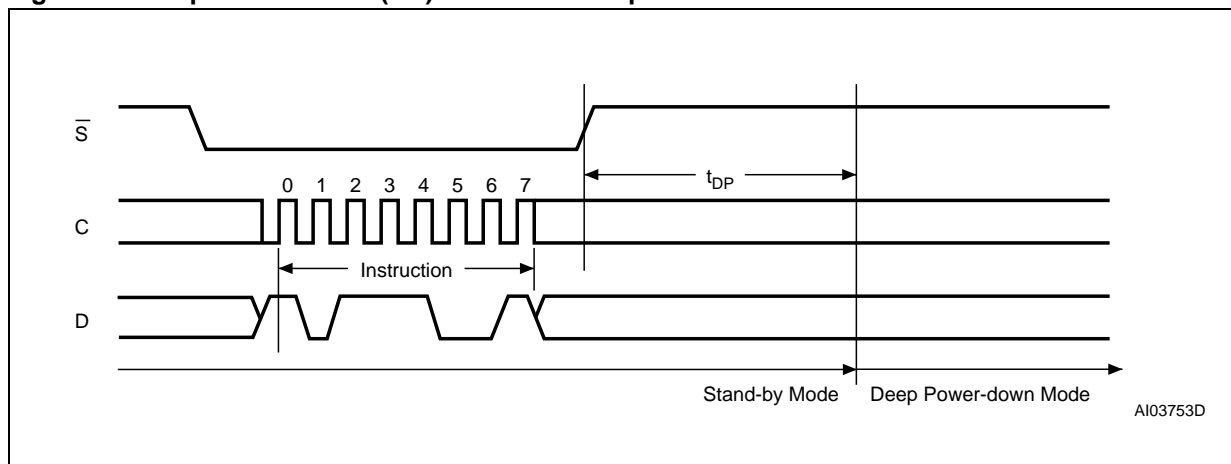 S
0 1 2 3 4 5 6 7
tDP
C
Instruction
D
Stand-by Mode Deep Power-down Mode
AI03753D